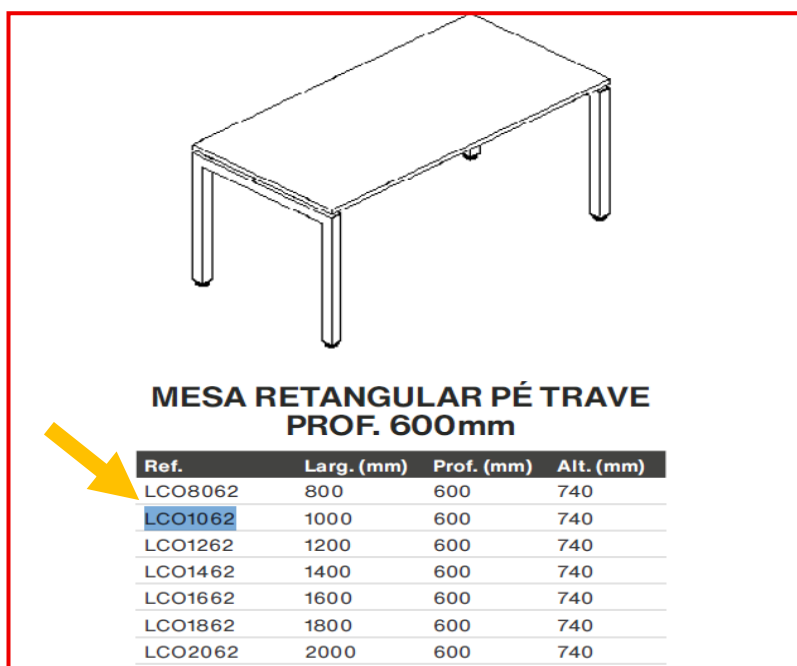 MESA RETANGULAR PÉ TRAVE
PROF. 600mm
Ref. Larg. (mm) Prof. (mm) Alt. (mm)
LCO8062 800 600 740
LCO1062 1000 600 740
LCO1262 1200 600 740
LCO1462 1400 600 740
LCO1662 1600 600 740
LCO1862 1800 600 740
LCO2062 2000 600 740